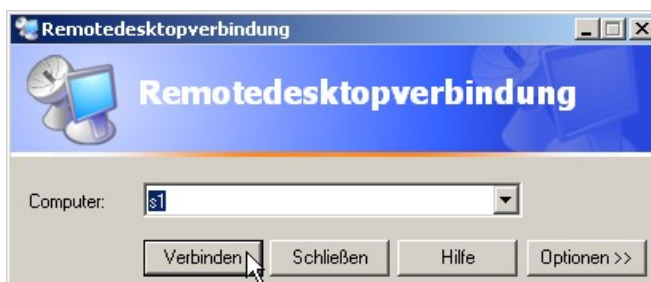 Remotedesktopverbindung
Remotedesktopverbindung
Computer: s1
Verbinden Schließen Hilfe Optionen >>